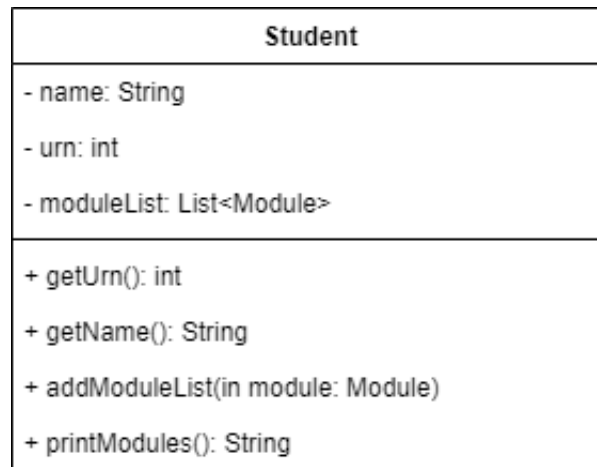 Student
- name: String
- urn: int
- moduleList: List<Module>
+ getUrn(): int
+ getName(): String
+ addModuleList(in module: Module)
+ printModules(): String